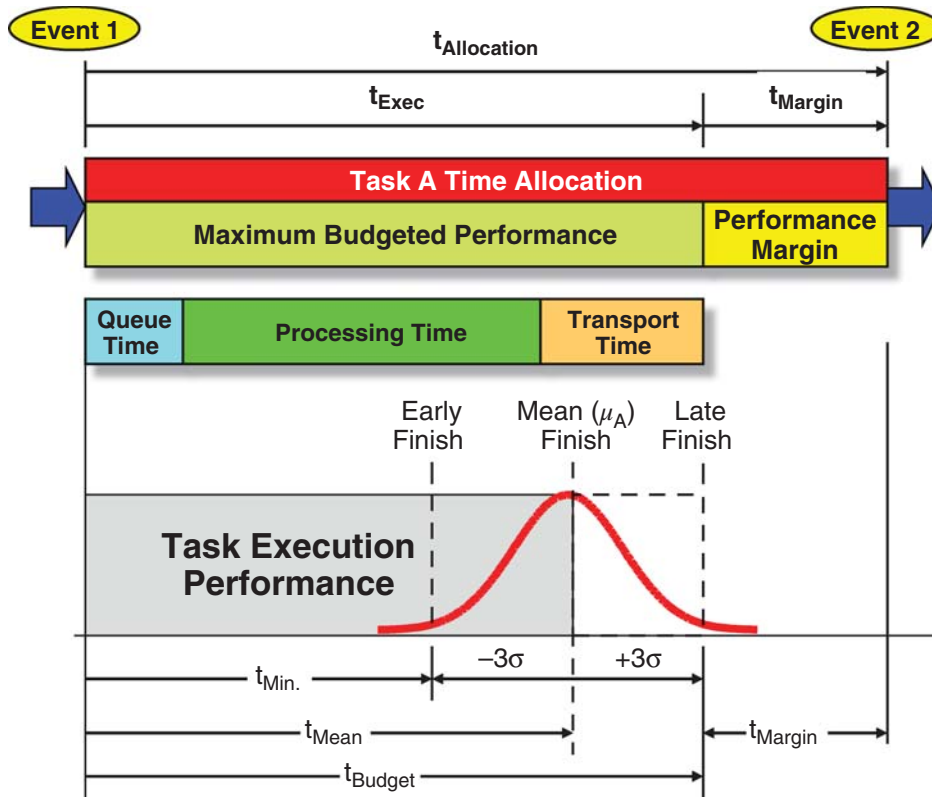 Event 1
Event 2
tAllocation
tExec
tMargin
Task A Time Allocation
Maximum Budgeted Performance
Performance
Margin
Queue
Time
Processing Time
Transport
Time
Early
Finish
Mean (μA)
Finish
Late
Finish
Task Execution
Performance
–3σ
+3σ
tMin.
tMean
tMargin
tBudget